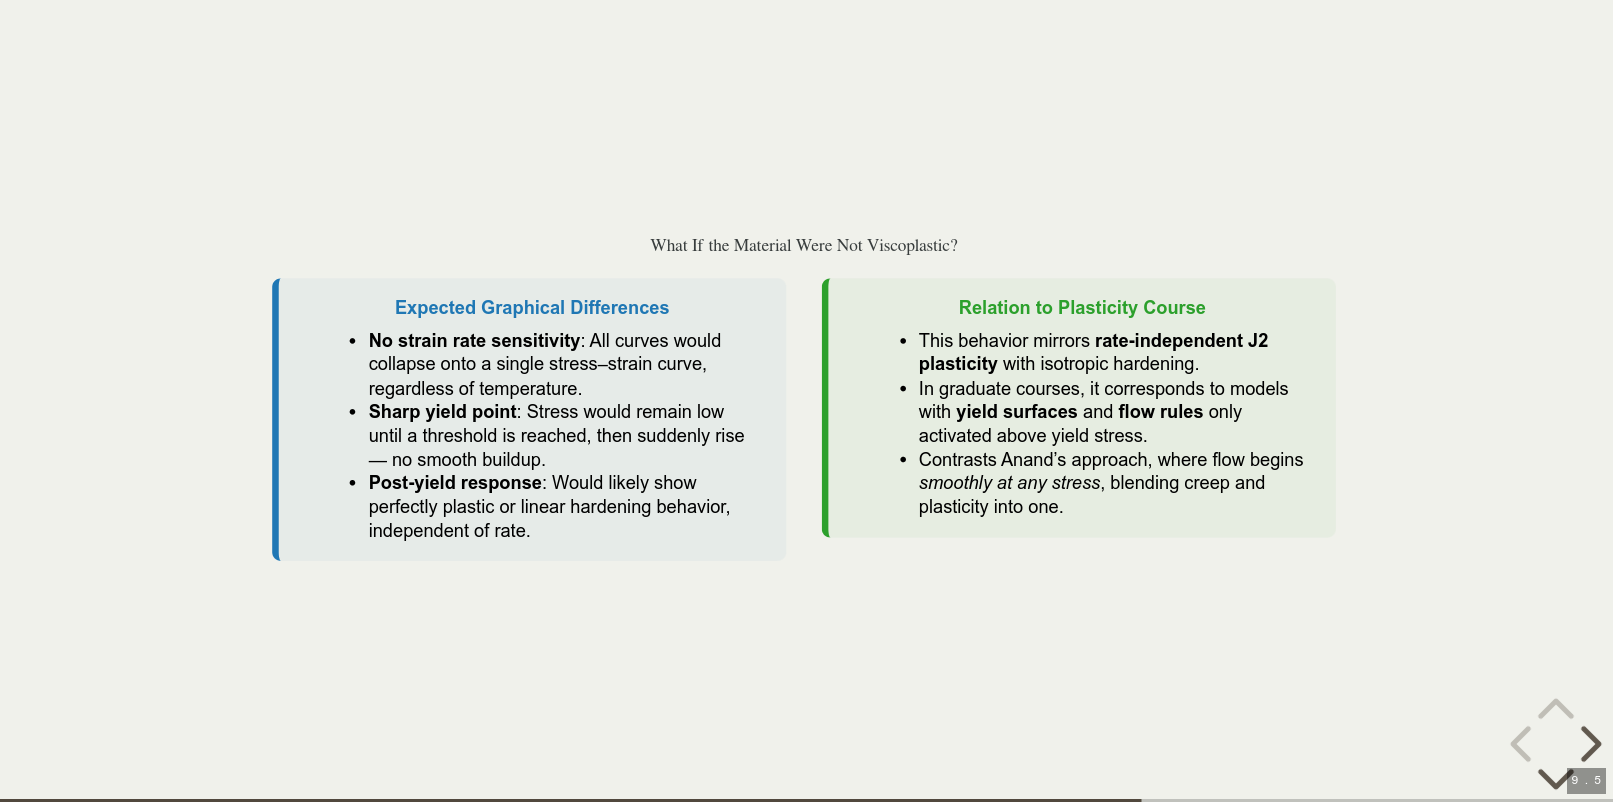 What If the Material Were Not Viscoplastic?
Expected Graphical Differences
• No strain rate sensitivity: All curves would
collapse onto a single stress–strain curve,
regardless of temperature.
• Sharp yield point: Stress would remain low
until a threshold is reached, then suddenly rise
— no smooth buildup.
• Post-yield response: Would likely show
perfectly plastic or linear hardening behavior,
independent of rate.
Relation to Plasticity Course
• This behavior mirrors rate-independent J2
plasticity with isotropic hardening.
• In graduate courses, it corresponds to models
with yield surfaces and flow rules only
activated above yield stress.
• Contrasts Anand’s approach, where flow begins
smoothly at any stress, blending creep and
plasticity into one.
9 . 5